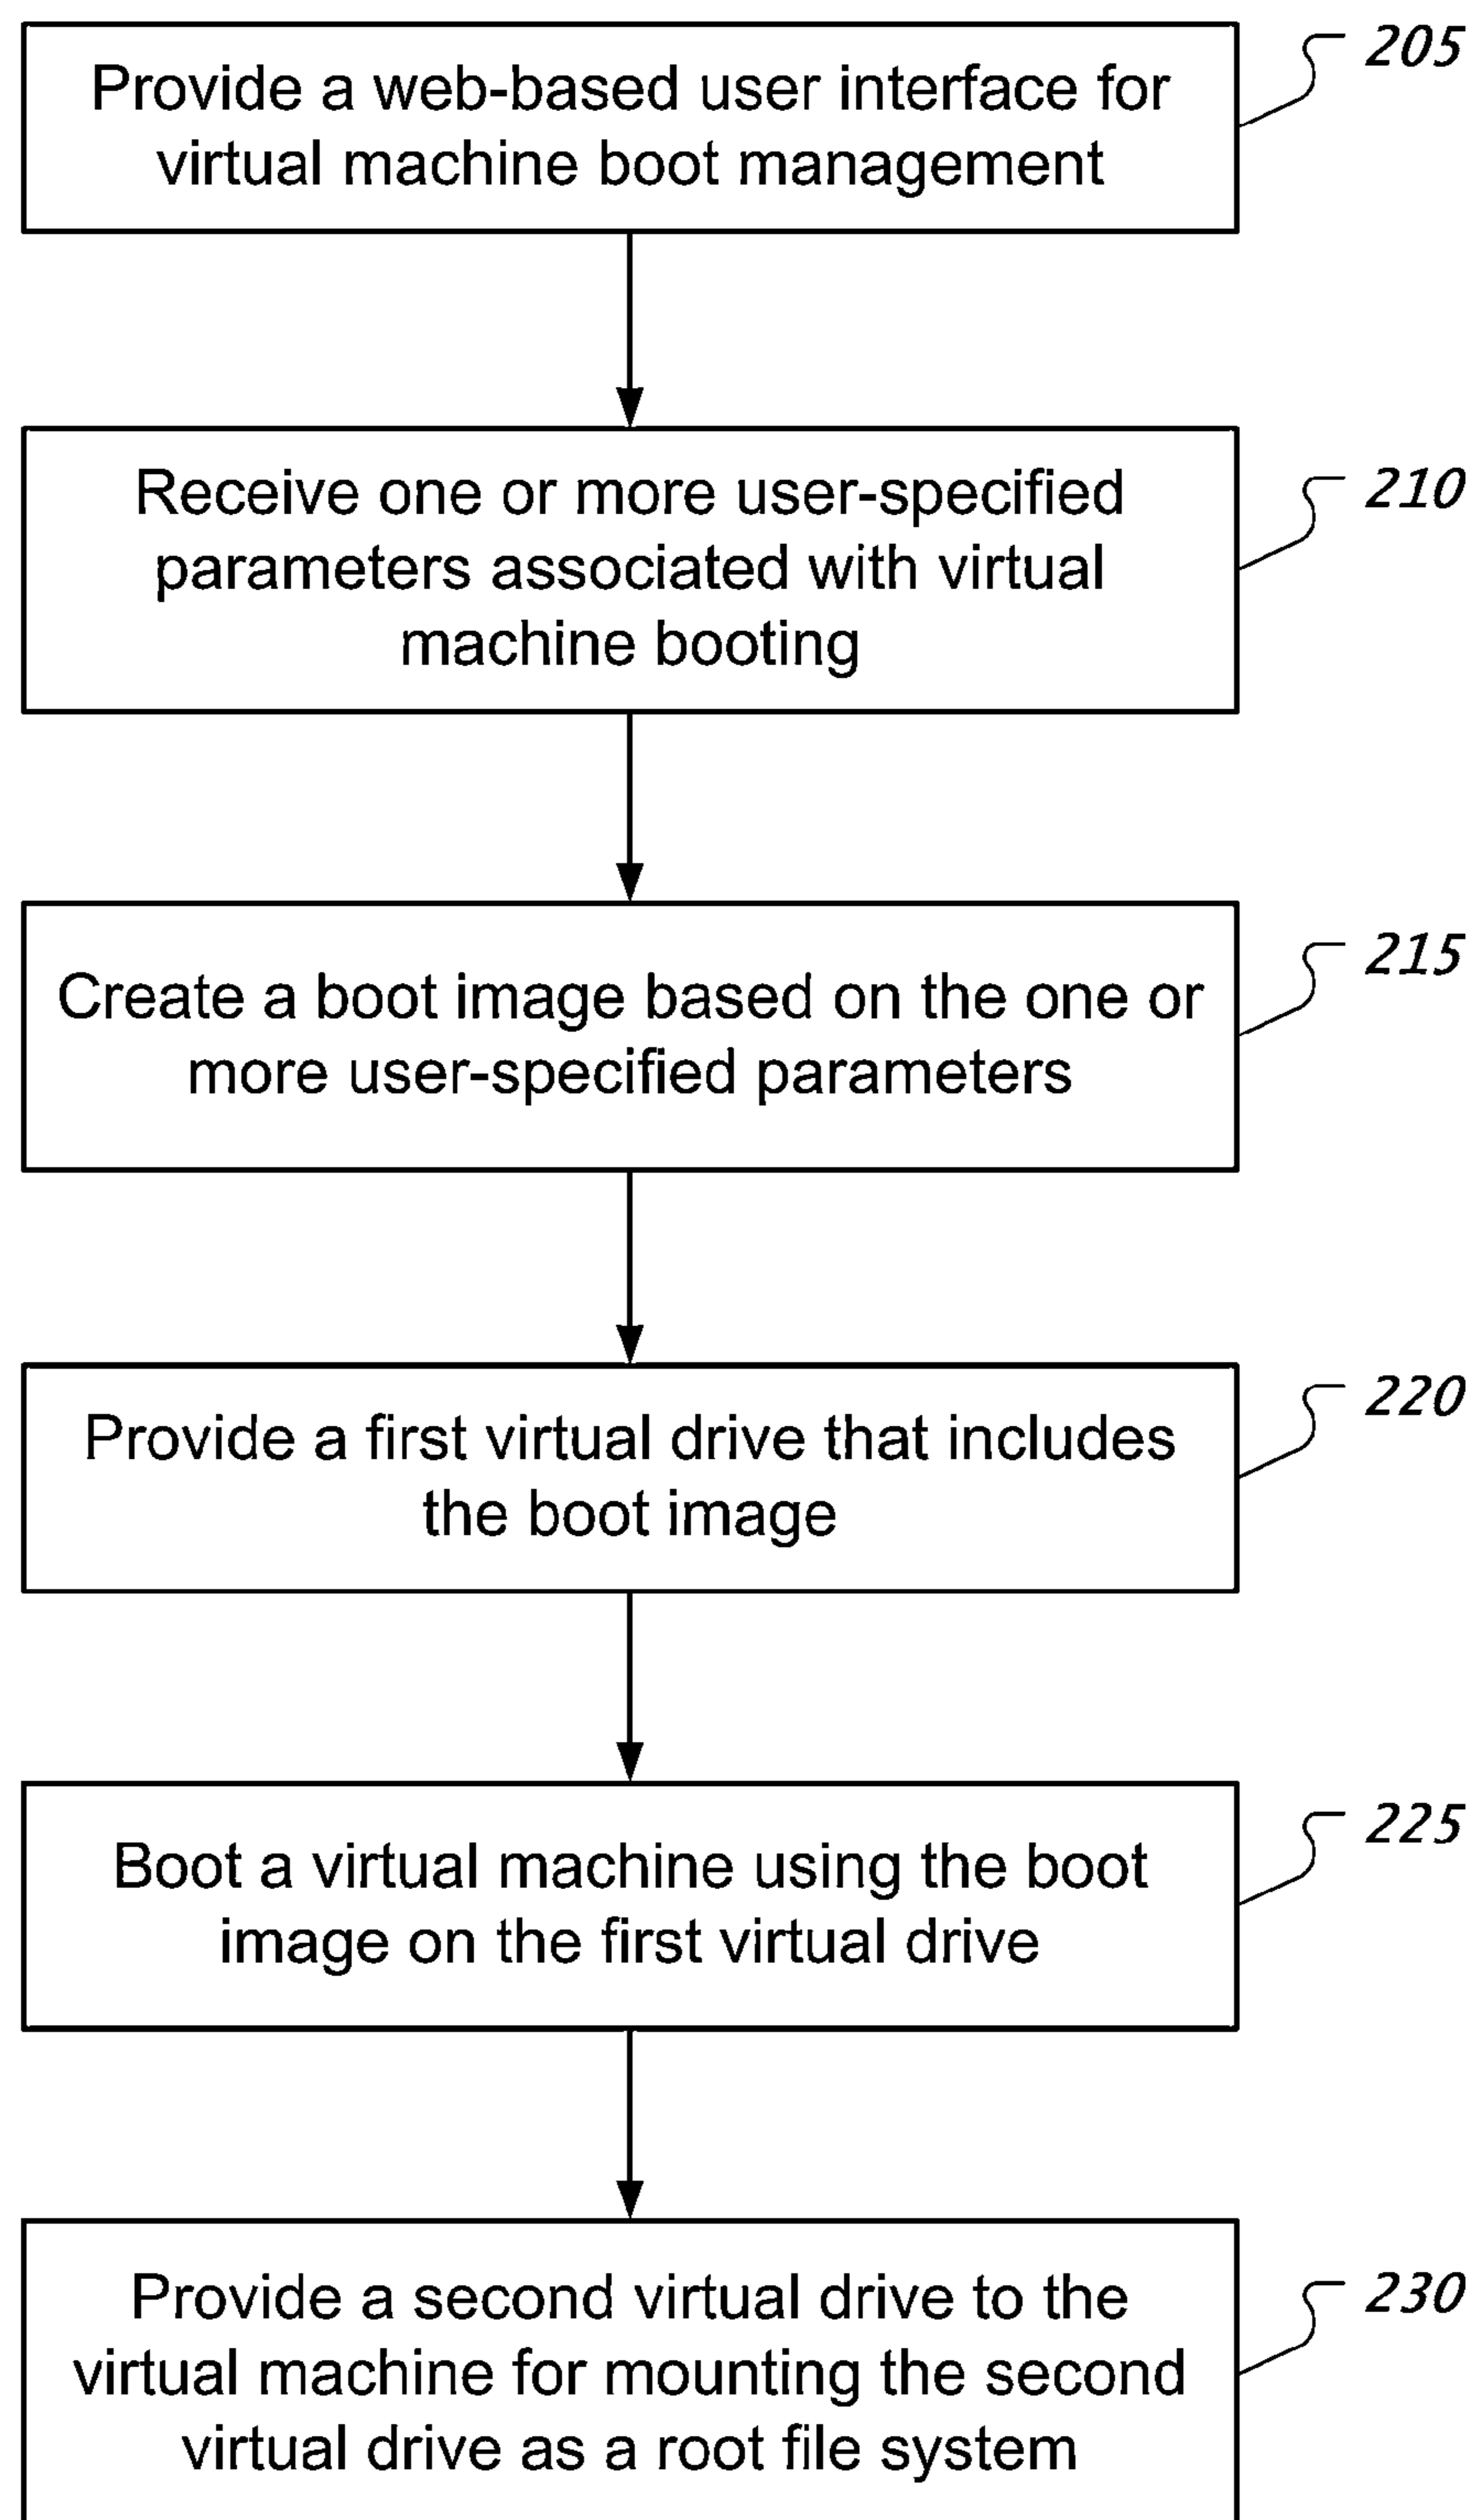 Provide a web-based user interface for
virtual machine boot management
205
Receive one or more user-specified
parameters associated with virtual
machine booting
210
Create a boot image based on the one or
more user-specified parameters
215
Provide a first virtual drive that includes
the boot image
220
Boot a virtual machine using the boot
image on the first virtual drive
225
Provide a second virtual drive to the
virtual machine for mounting the second
virtual drive as a root file system
230